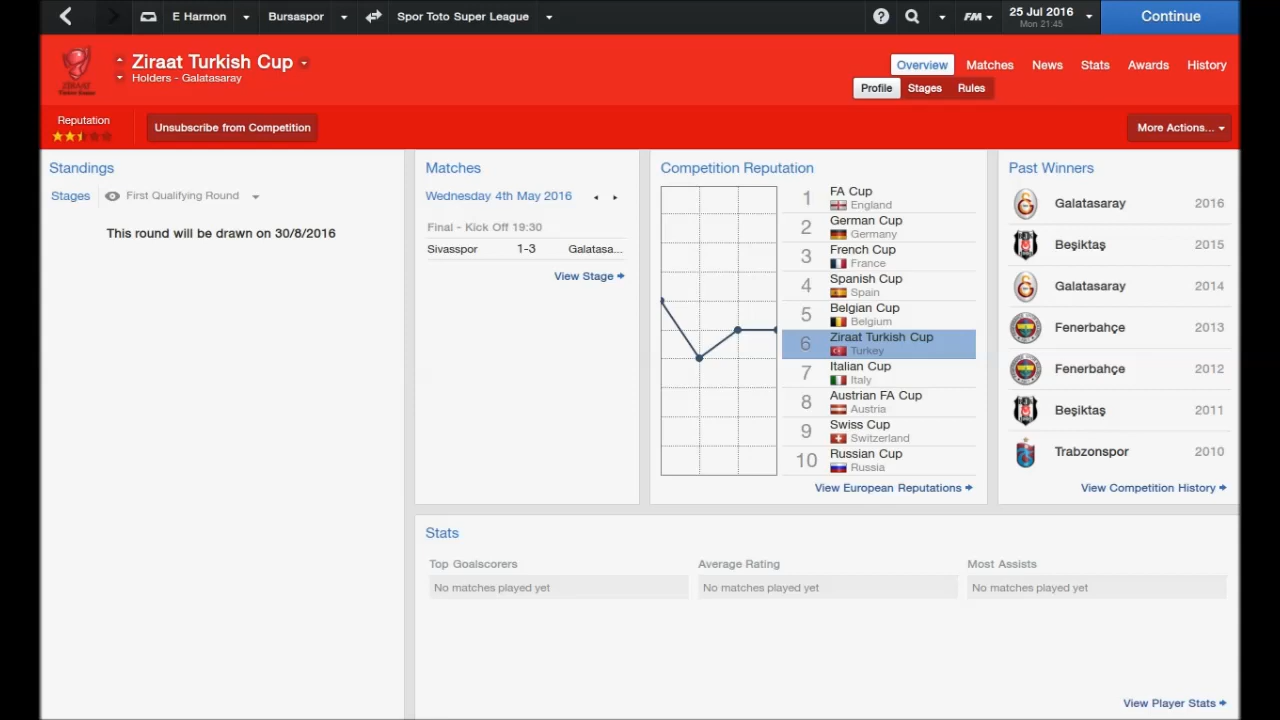 E Harmon
Bursaspor
Spor Toto Super League
?
FM
25 Jul 2016
Mon 21:45
Continue
Ziraat Turkish Cup
Holders - Galatasaray
Overview
Matches
News
Stats
Awards
History
Profile
Stages
Rules
Reputation
Unsubscribe from Competition
More Actions...
Standings
Stages
First Qualifying Round
This round will be drawn on 30/8/2016
Matches
Wednesday 4th May 2016
Final - Kick Off 19:30
Sivasspor 1-3 Galatasa...
View Stage
Competition Reputation
1 FA Cup
England
2 German Cup
Germany
3 French Cup
France
4 Spanish Cup
Spain
5 Belgian Cup
Belgium
6 Ziraat Turkish Cup
Turkey
7 Italian Cup
Italy
8 Austrian FA Cup
Austria
9 Swiss Cup
Switzerland
10 Russian Cup
Russia
View European Reputations
Past Winners
Galatasaray 2016
Beşiktaş 2015
Galatasaray 2014
Fenerbahçe 2013
Fenerbahçe 2012
Beşiktaş 2011
Trabzonspor 2010
View Competition History
Stats
Top Goalscorers
No matches played yet
Average Rating
No matches played yet
Most Assists
No matches played yet
View Player Stats